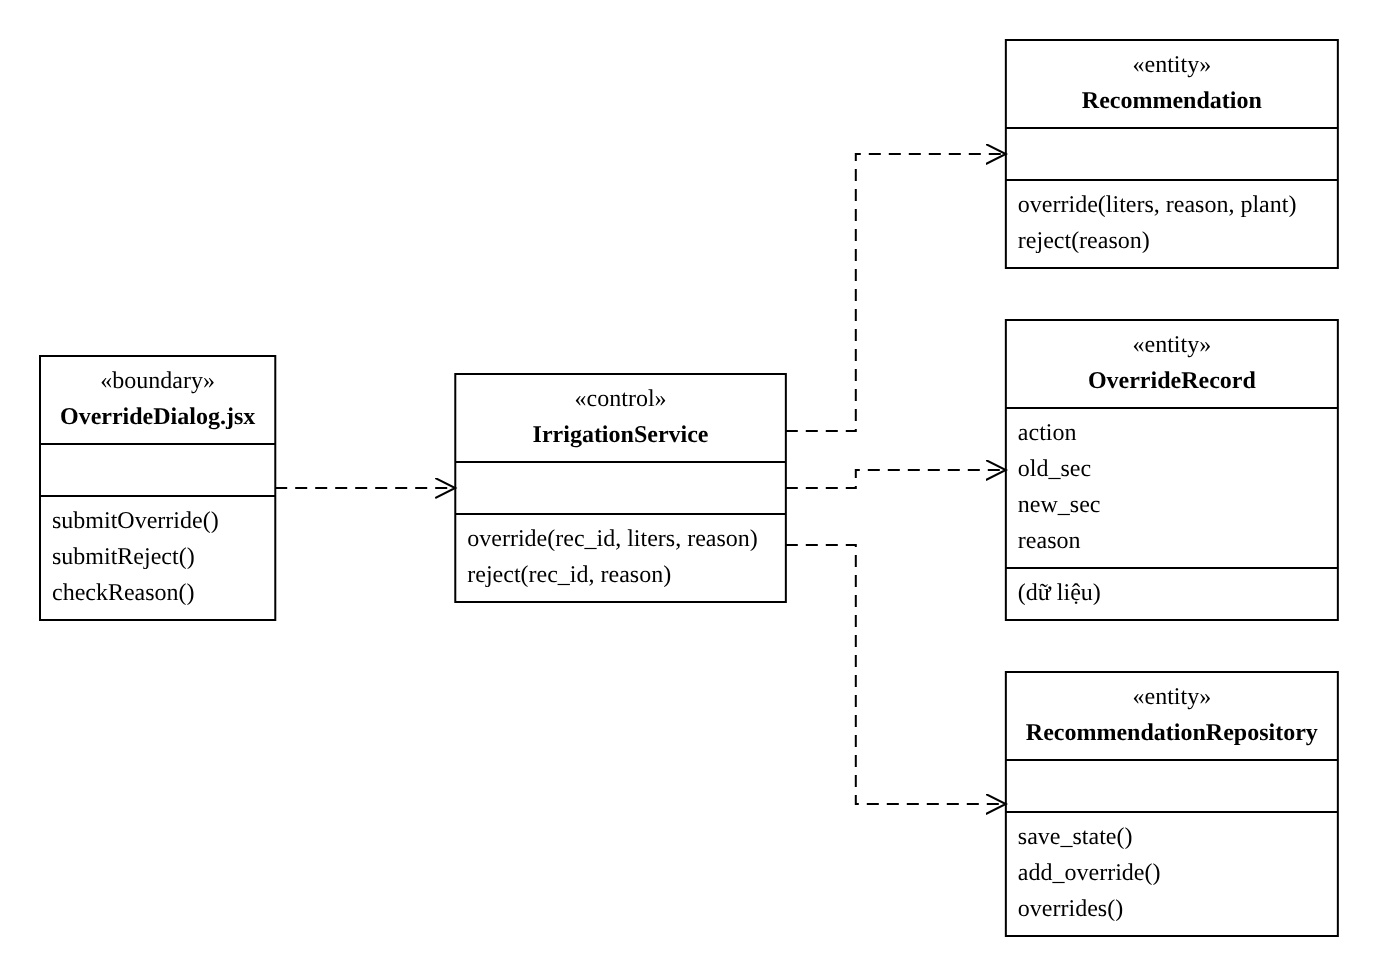 «boundary»
OverrideDialog.jsx
submitOverride()
submitReject()
checkReason()
«control»
IrrigationService
override(rec_id, liters, reason)
reject(rec_id, reason)
«entity»
Recommendation
override(liters, reason, plant)
reject(reason)
«entity»
OverrideRecord
action
old_sec
new_sec
reason
(dữ liệu)
«entity»
RecommendationRepository
save_state()
add_override()
overrides()